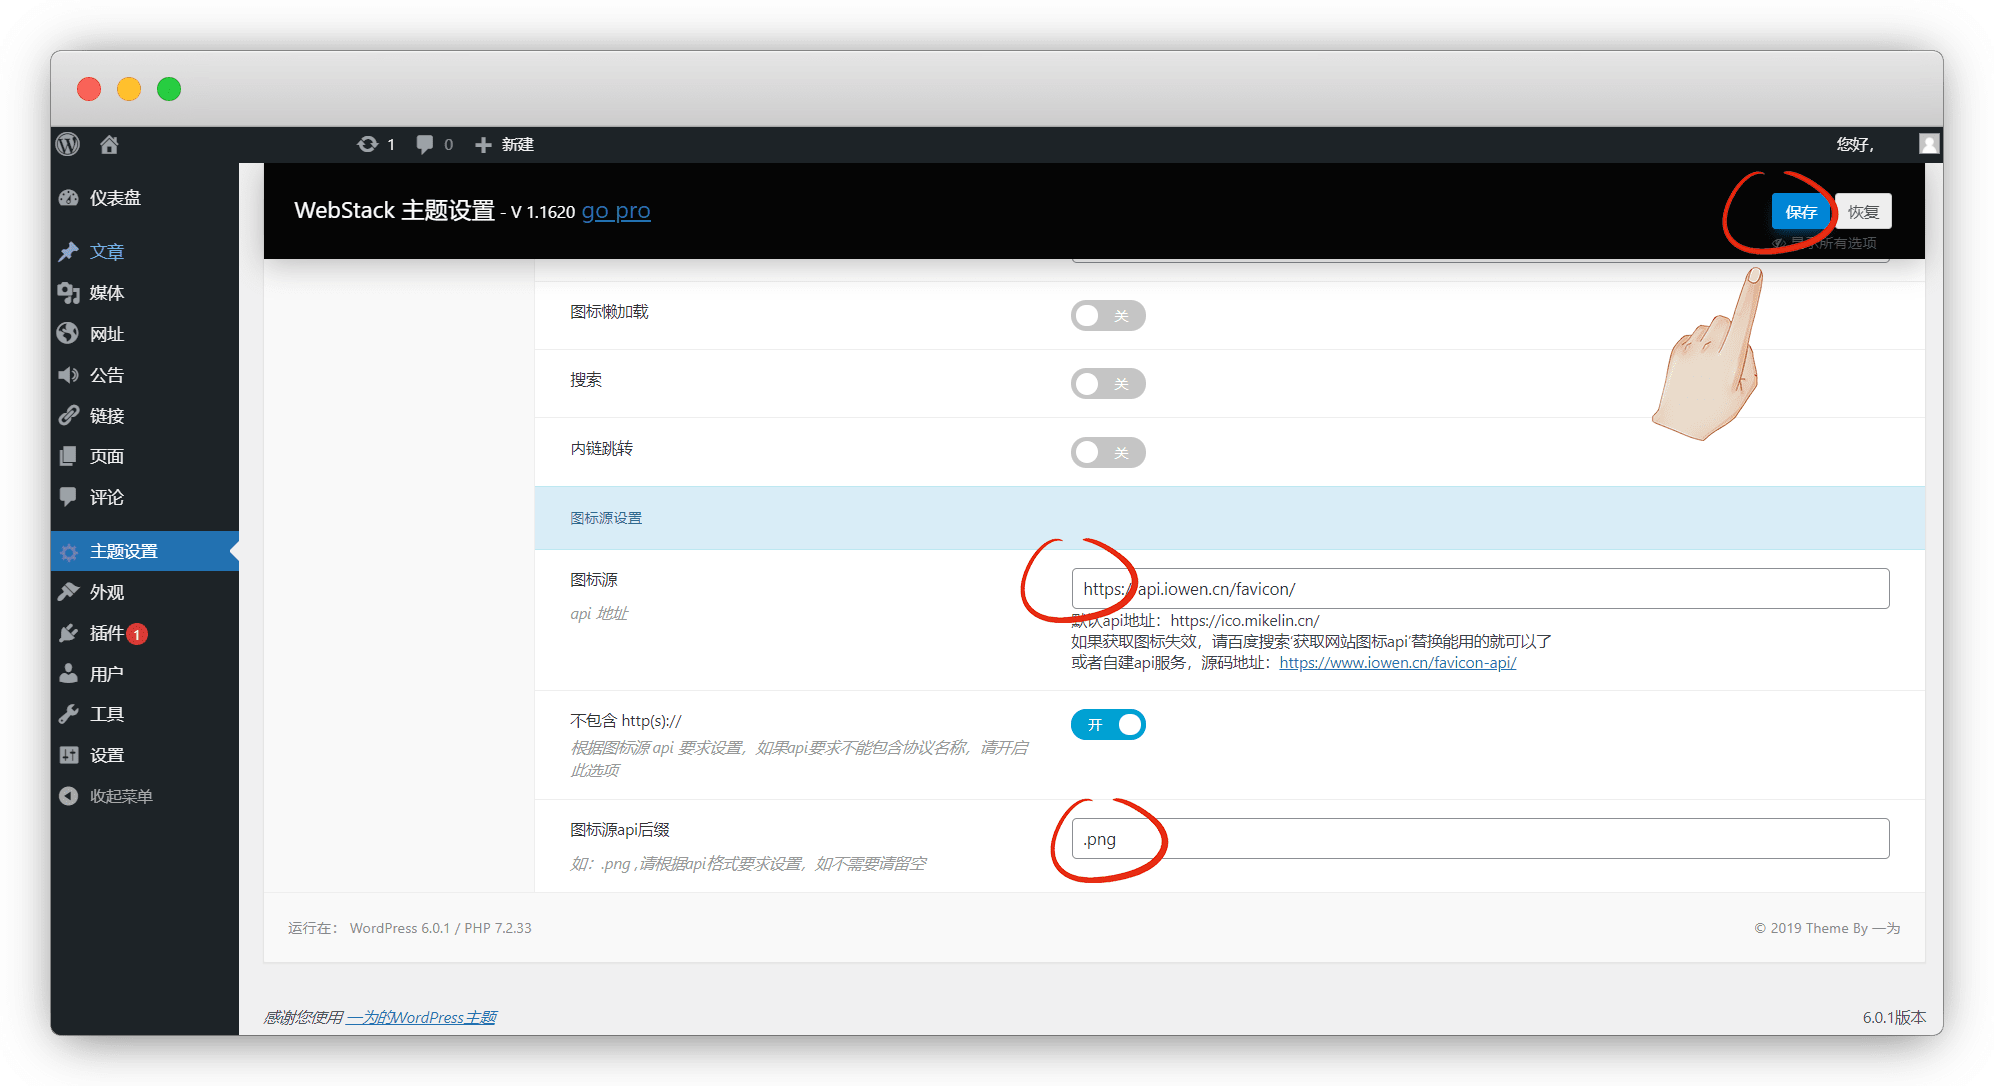 1
0
新建
您好,
仪表盘
文章
媒体
网址
公告
链接
页面
评论
主题设置
外观
插件 1
用户
工具
设置
收起菜单
WebStack 主题设置 - V 1.1620 go pro
保存
恢复
显示所有选项
图标懒加载
关
搜索
关
内链跳转
关
图标源设置
图标源
api 地址
https://api.iowen.cn/favicon/
默认api地址：https://ico.mikelin.cn/
如果获取图标失效，请百度搜索'获取网站图标api'替换能用的就可以了
或者自建api服务，源码地址：https://www.iowen.cn/favicon-api/
不包含 http(s)://
根据图标源 api 要求设置，如果api要求不能包含协议名称，请开启
此选项
开
图标源api后缀
如：.png ,请根据api格式要求设置，如不需要请留空
.png
运行在： WordPress 6.0.1 / PHP 7.2.33
© 2019 Theme By 一为
感谢您使用 一为的WordPress主题
6.0.1版本